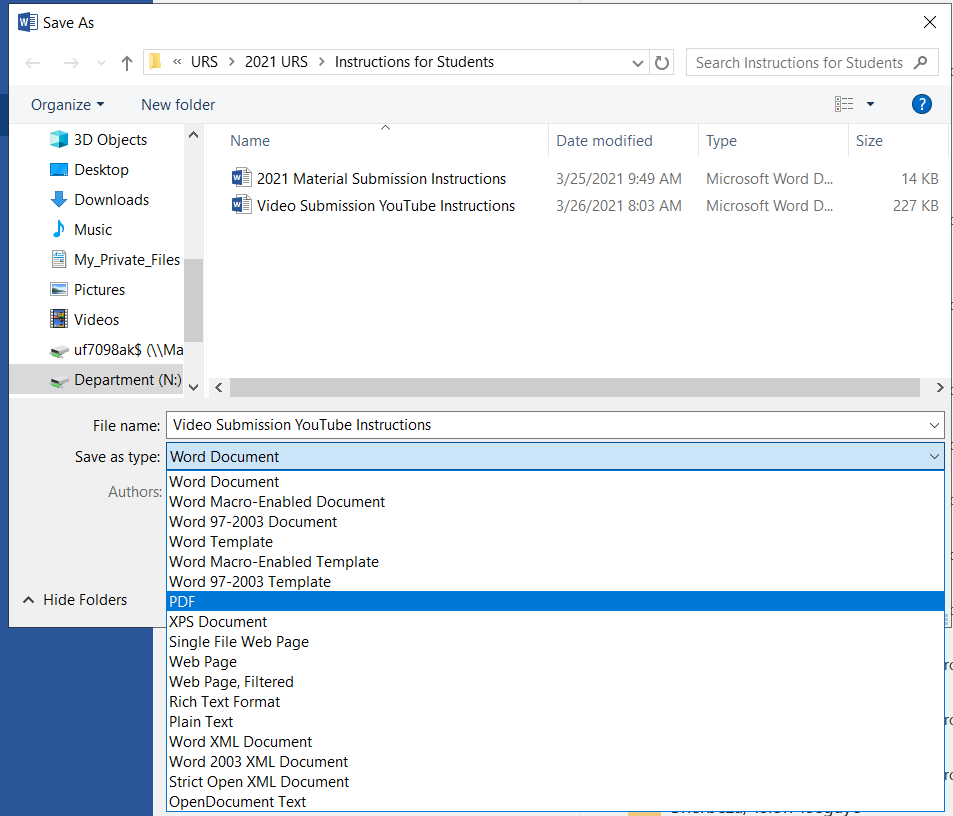 Save As
« URS > 2021 URS > Instructions for Students
Search Instructions for Students
Organize
New folder
3D Objects
Desktop
Downloads
Music
My_Private_Files
Pictures
Videos
uf7098ak$ (\\Ma
Department (N:)
Name Date modified Type Size
2021 Material Submission Instructions 3/25/2021 9:49 AM Microsoft Word D... 14 KB
Video Submission YouTube Instructions 3/26/2021 8:03 AM Microsoft Word D... 227 KB
File name: Video Submission YouTube Instructions
Save as type: Word Document
Authors:
Word Document
Word Macro-Enabled Document
Word 97-2003 Document
Word Template
Word Macro-Enabled Template
Word 97-2003 Template
PDF
XPS Document
Single File Web Page
Web Page
Web Page, Filtered
Rich Text Format
Plain Text
Word XML Document
Word 2003 XML Document
Strict Open XML Document
OpenDocument Text
Hide Folders